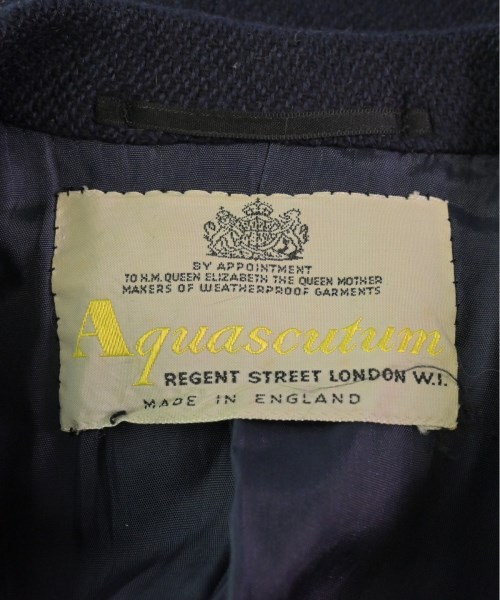 BY APPOINTMENT
TO H.M. QUEEN ELIZABETH THE QUEEN MOTHER
MAKERS OF WEATHERPROOF GARMENTS
Aquascutum
REGENT STREET LONDON W.I.
MADE IN ENGLAND